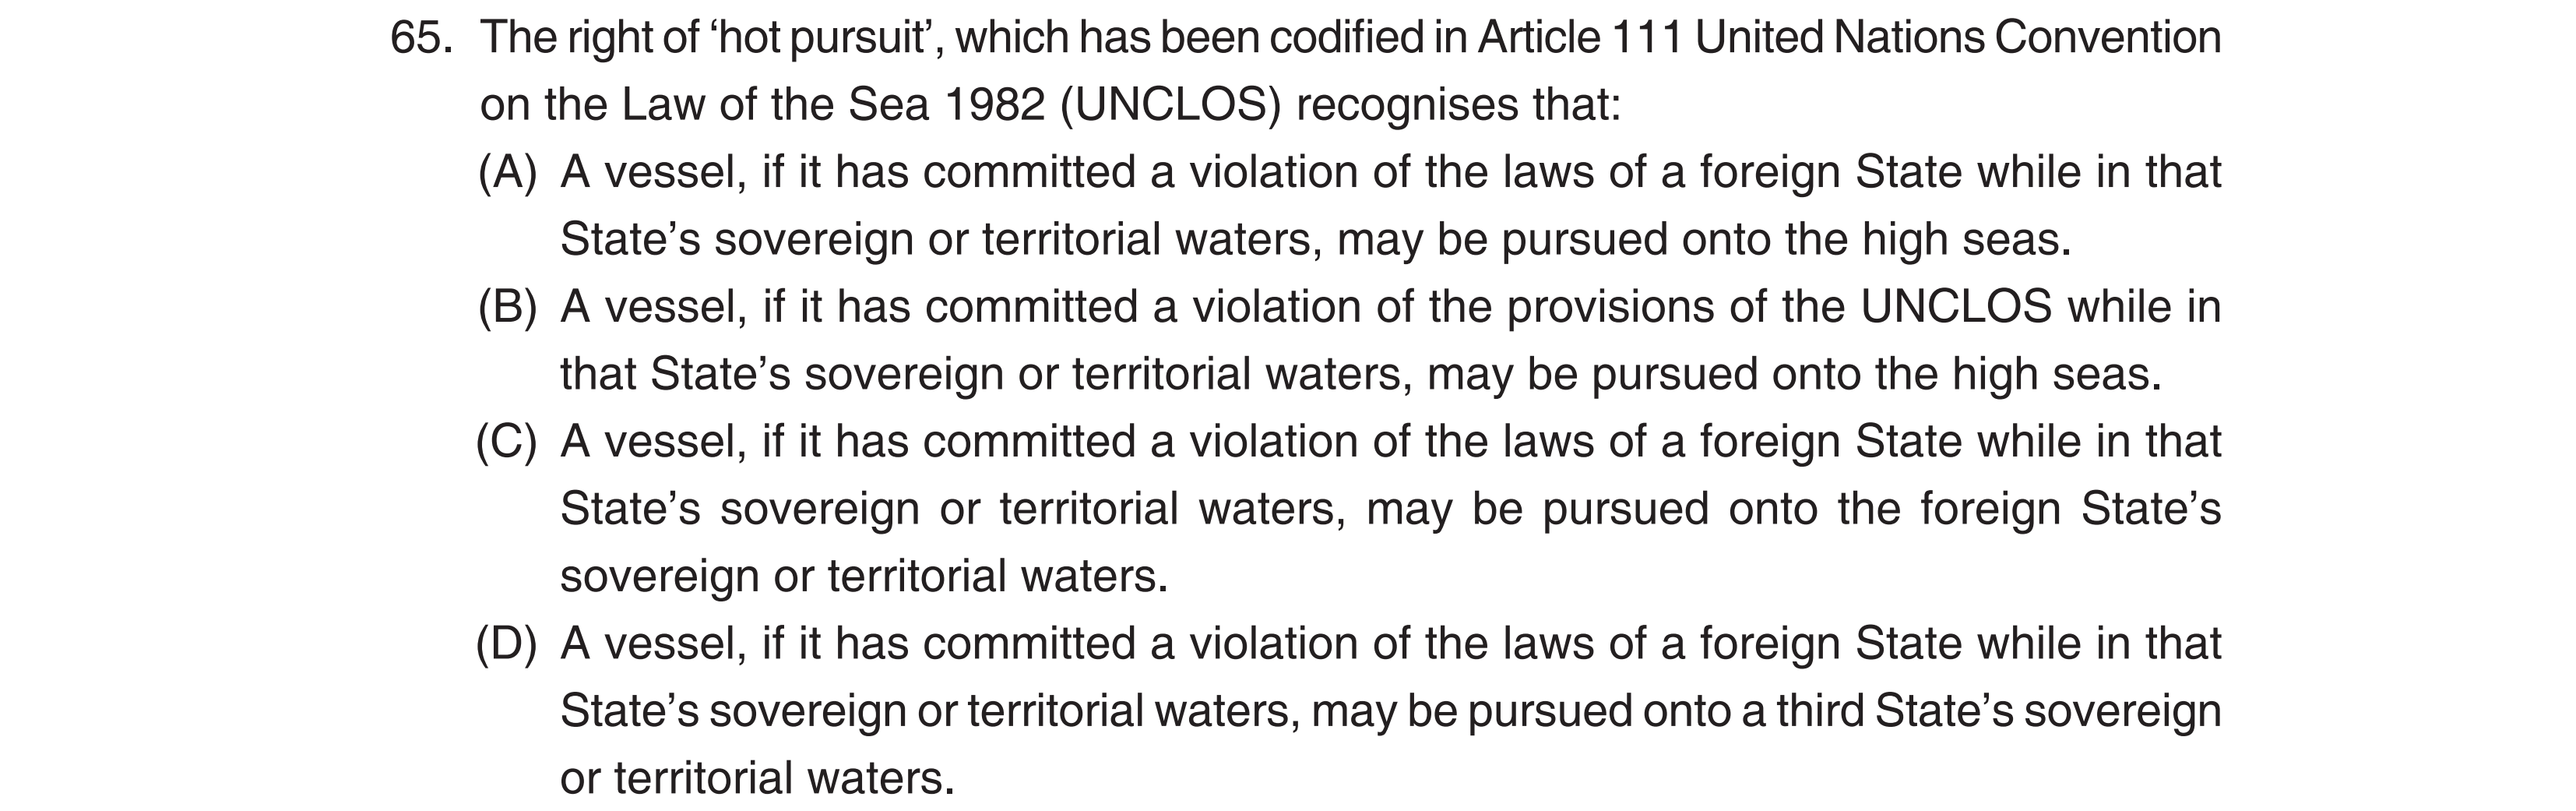 65. The right of ‘hot pursuit’, which has been codified in Article 111 United Nations Convention
on the Law of the Sea 1982 (UNCLOS) recognises that:
(A) A vessel, if it has committed a violation of the laws of a foreign State while in that
State’s sovereign or territorial waters, may be pursued onto the high seas.
(B) A vessel, if it has committed a violation of the provisions of the UNCLOS while in
that State’s sovereign or territorial waters, may be pursued onto the high seas.
(C) A vessel, if it has committed a violation of the laws of a foreign State while in that
State’s sovereign or territorial waters, may be pursued onto the foreign State’s
sovereign or territorial waters.
(D) A vessel, if it has committed a violation of the laws of a foreign State while in that
State’s sovereign or territorial waters, may be pursued onto a third State’s sovereign
or territorial waters.